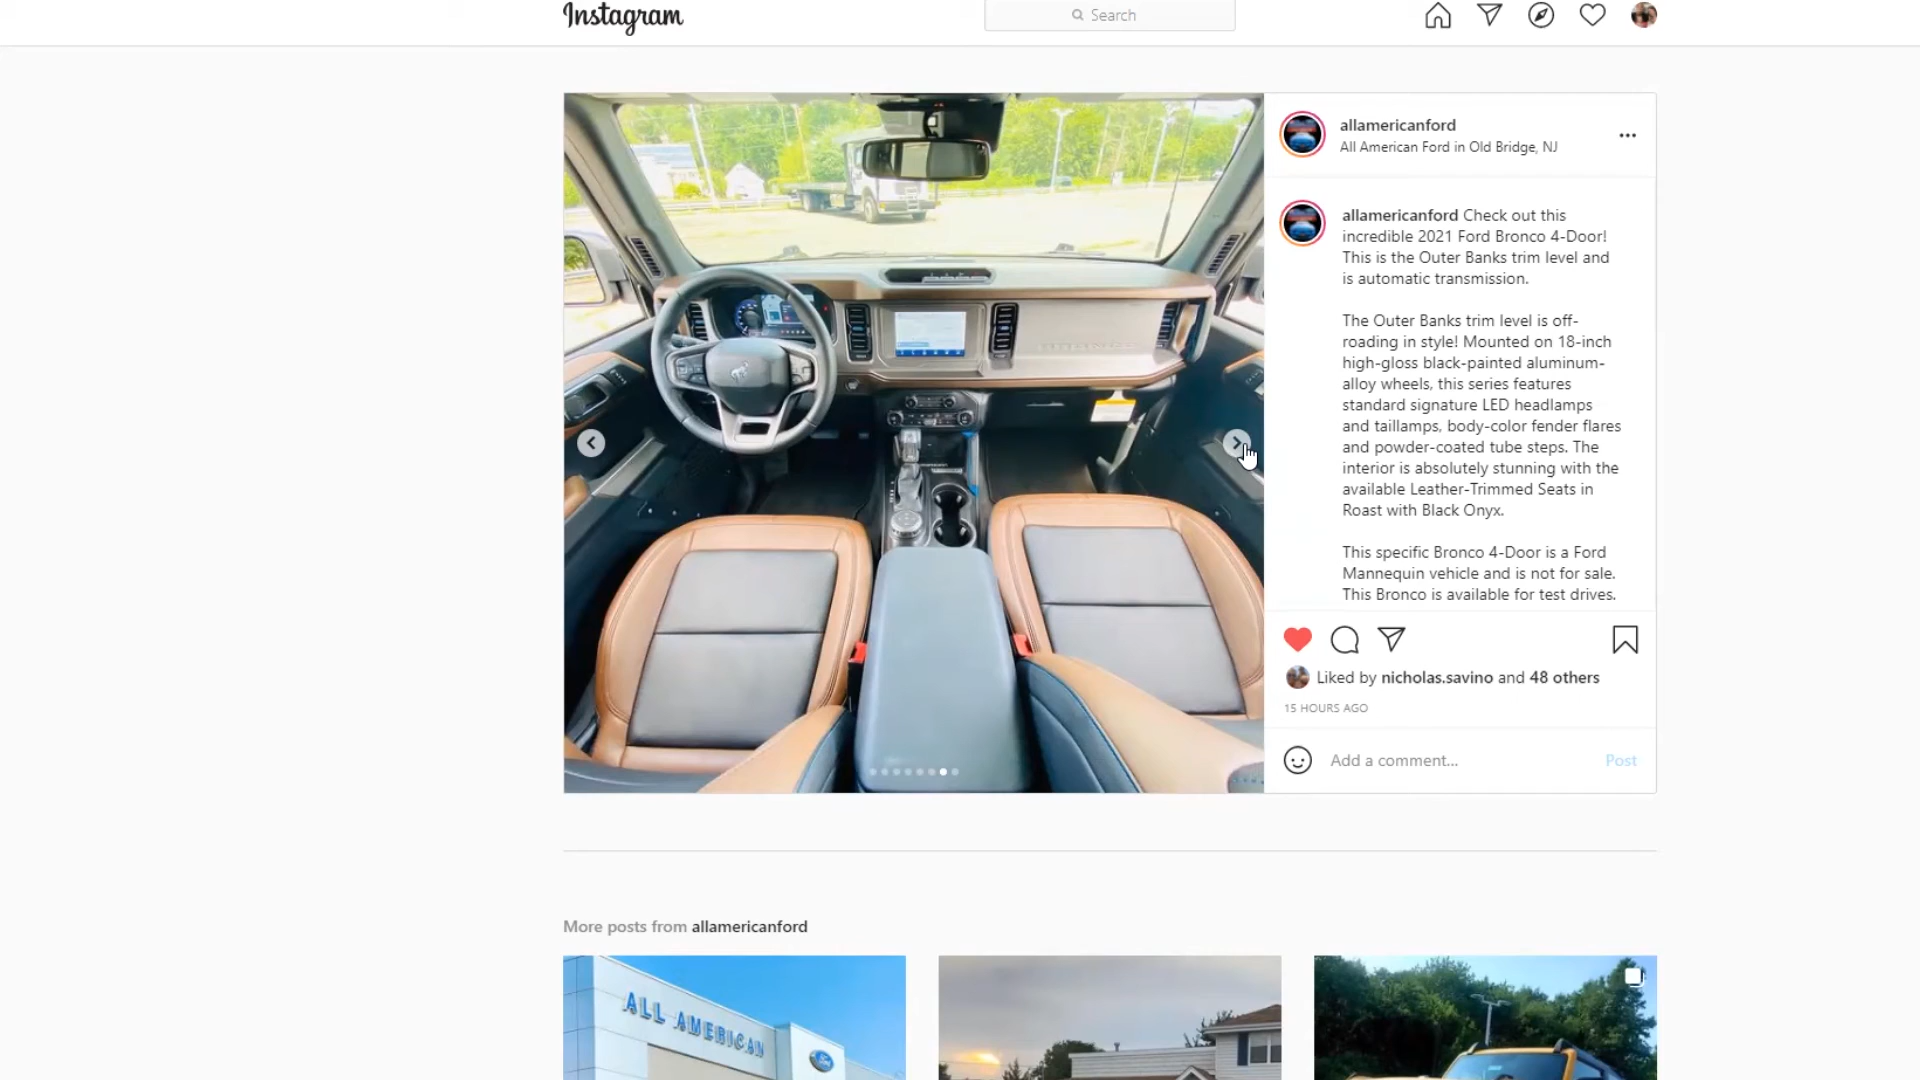 Instagram
Search
allamericanford
All American Ford in Old Bridge, NJ
allamericanford Check out this
incredible 2021 Ford Bronco 4-Door!
This is the Outer Banks trim level and
is automatic transmission.
The Outer Banks trim level is off-
roading in style! Mounted on 18-inch
high-gloss black-painted aluminum-
alloy wheels, this series features
standard signature LED headlamps
and taillamps, body-color fender flares
and powder-coated tube steps. The
interior is absolutely stunning with the
available Leather-Trimmed Seats in
Roast with Black Onyx.
This specific Bronco 4-Door is a Ford
Mannequin vehicle and is not for sale.
This Bronco is available for test drives.
Liked by nicholas.savino and 48 others
15 HOURS AGO
Add a comment...
Post
More posts from allamericanford
ALL AMERICAN
Ford